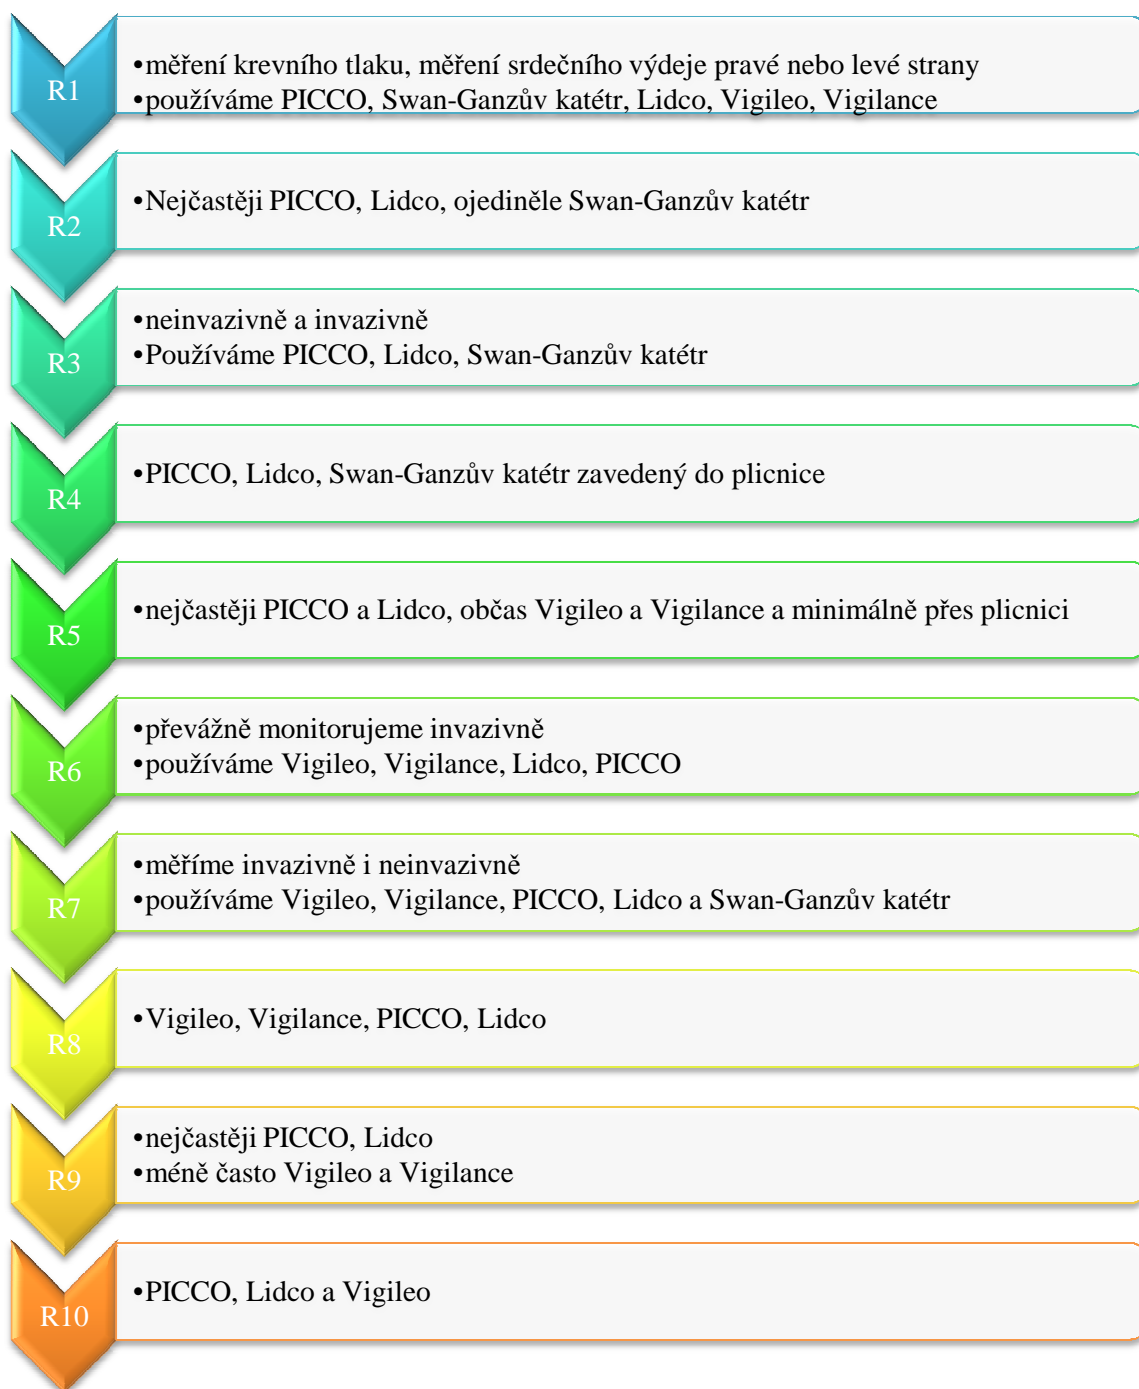 R1
•měření krevního tlaku, měření srdečního výdeje pravé nebo levé strany
•používáme PICCO, Swan-Ganzův katétr, Lidco, Vigileo, Vigilance
R2
•Nejčastěji PICCO, Lidco, ojediněle Swan-Ganzův katétr
R3
•neinvazivně a invazivně
•Používáme PICCO, Lidco, Swan-Ganzův katétr
R4
•PICCO, Lidco, Swan-Ganzův katétr zavedený do plicnice
R5
•nejčastěji PICCO a Lidco, občas Vigileo a Vigilance a minimálně přes plicnici
R6
•převážně monitorujeme invazivně
•používáme Vigileo, Vigilance, Lidco, PICCO
R7
•měříme invazivně i neinvazivně
•používáme Vigileo, Vigilance, PICCO, Lidco a Swan-Ganzův katétr
R8
•Vigileo, Vigilance, PICCO, Lidco
R9
•nejčastěji PICCO, Lidco
•méně často Vigileo a Vigilance
R10
•PICCO, Lidco a Vigileo